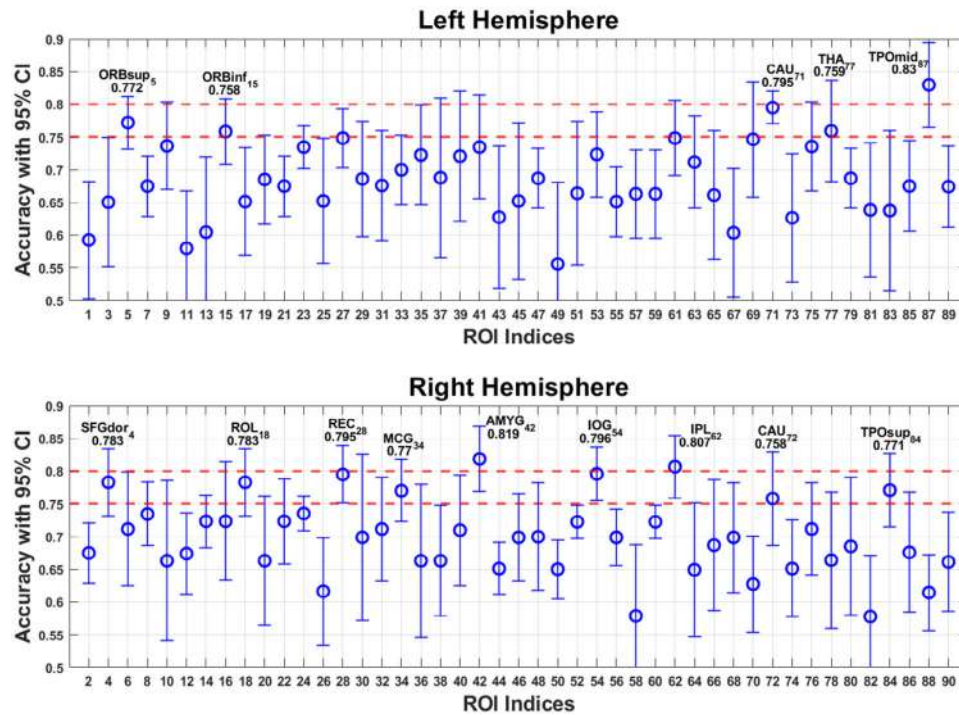 Left Hemisphere
Accuracy with 95% CI
0.9
0.85
0.8
0.75
0.7
0.65
0.6
0.55
0.5
ORBsup5
0.772
ORBinf15
0.758
CAU71
0.795
THA77
0.759
TPOmid87
0.83
1 3 5 7 9 11 13 15 17 19 21 23 25 27 29 31 33 35 37 39 41 43 45 47 49 51 53 55 57 59 61 63 65 67 69 71 73 75 77 79 81 83 85 87 89
ROI Indices
Right Hemisphere
Accuracy with 95% CI
0.9
0.85
0.8
0.75
0.7
0.65
0.6
0.55
0.5
SFGdor4
0.783
ROL18
0.783
REC28
0.795
MCG34
0.77
AMYG42
0.819
IOG54
0.796
IPL62
0.807
CAU72
0.758
TPOsup84
0.771
2 4 6 8 10 12 14 16 18 20 22 24 26 28 30 32 34 36 38 40 42 44 46 48 50 52 54 56 58 60 62 64 66 68 70 72 74 76 78 80 82 84 86 88 90
ROI Indices